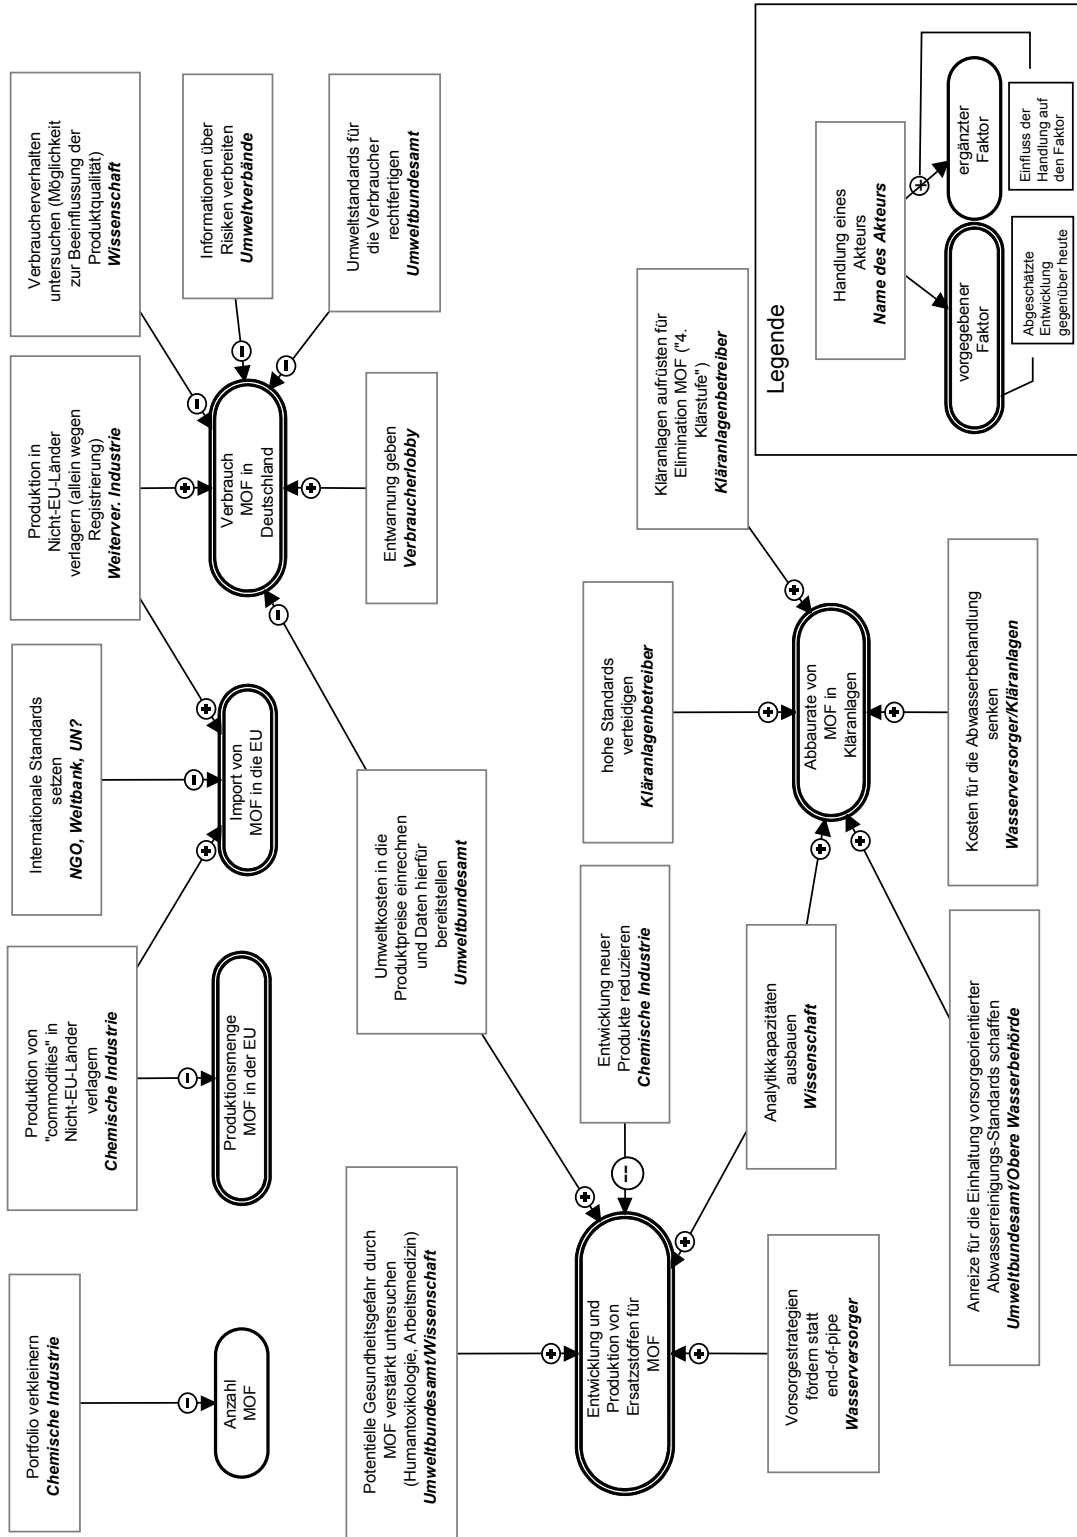 Portfolio verkleinern
Chemische Industrie
Produktion von
"commodities" in
Nicht-EU-Länder
verlagern
Chemische Industrie
Internationale Standards
setzen
NGO, Weltbank, UN?
Produktion in
Nicht-EU-Länder
verlagern (allein wegen
Registrierung)
Weiterver. Industrie
Verbraucherverhalten
untersuchen (Möglichkeit
zur Beeinflussung der
Produktqualität)
Wissenschaft
Informationen über
Risiken verbreiten
Umweltverbände
Umweltstandards für
die Verbraucher
rechtfertigen
Umweltbundesamt
Anzahl
MOF
Produktionsmenge
MOF in der EU
Import von
MOF in die EU
Verbrauch
MOF in
Deutschland
Entwarnung geben
Verbraucherlobby
Potentielle Gesundheitsgefahr durch
MOF verstärkt untersuchen
(Humantoxikologie, Arbeitsmedizin)
Umweltbundesamt/Wissenschaft
Umweltkosten in die
Produktpreise einrechnen
und Daten hierfür
bereitstellen
Umweltbundesamt
Entwicklung neuer
Produkte reduzieren
Chemische Industrie
hohe Standards
verteidigen
Kläranlagenbetreiber
Kläranlagen aufrüsten für
Elimination MOF ("4.
Klärstufe")
Kläranlagenbetreiber
Entwicklung und
Produktion von
Ersatzstoffen für
MOF
Analytikkapazitäten
ausbauen
Wissenschaft
Abbaurate von
MOF in
Kläranlagen
Vorsorgestrategien
fördern statt
end-of-pipe
Wasserversorger
Anreize für die Einhaltung vorsorgeorientierter
Abwasserreinigungs-Standards schaffen
Umweltbundesamt/Obere Wasserbehörde
Kosten für die Abwasserbehandlung
senken
Wasserversorger/Kläranlagen
Legende
Handlung eines
Akteurs
Name des Akteurs
vorgegebener
Faktor
ergänzter
Faktor
Abgeschätzte
Entwicklung
gegenüber heute
Einfluss der
Handlung auf
den Faktor